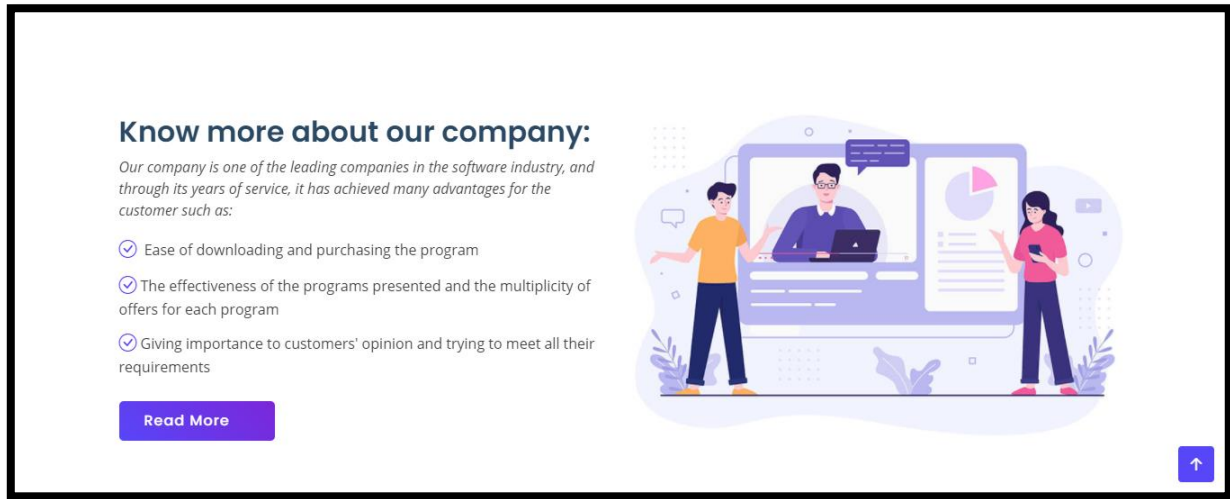 Know more about our company:
Our company is one of the leading companies in the software industry, and
through its years of service, it has achieved many advantages for the
customer such as:
Ease of downloading and purchasing the program
The effectiveness of the programs presented and the multiplicity of
offers for each program
Giving importance to customers' opinion and trying to meet all their
requirements
Read More